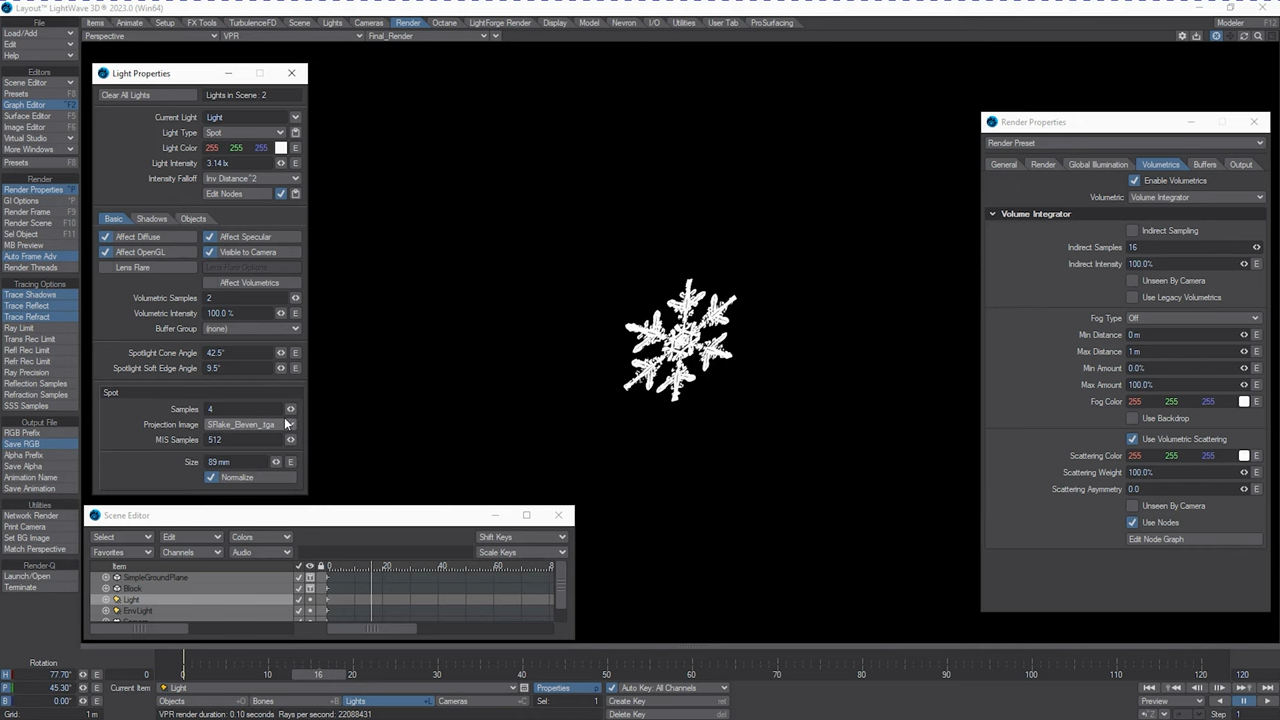 Layout™ LightWave 3D® 2023.0 (Win64)
File
Items Animate Setup FX Tools TurbulenceFD Scene Lights Cameras Render Octane LightForge Render Display Model Nevron I/O Utilities User Tab ProSurfacing
Modeler F12
Load/Add
Edit
Help
Perspective VPR Final_Render
Editors
Scene Editor
Presets F8
Graph Editor ^F2
Surface Editor F5
Image Editor F6
Virtual Studio
More Windows
Presets F8
Render
Render Properties ^P
GI Options ^P
Render Frame F9
Render Scene F10
Sel Object F11
MB Preview
Auto Frame Adv
Render Threads
Tracing Options
Trace Shadows
Trace Reflect
Trace Refract
Ray Limit
Trans Rec Limit
Refl Rec Limit
Refr Rec Limit
Ray Precision
Reflection Samples
Refraction Samples
SSS Samples
Output File
RGB Prefix
Save RGB
Alpha Prefix
Save Alpha
Animation Name
Save Animation
Utilities
Network Render
Print Camera
Set BG Image
Match Perspective
Render-Q
Launch/Open
Terminate
Light Properties
Clear All Lights Lights in Scene : 2
Current Light Light
Light Type Spot
Light Color 255 255 255 E
Light Intensity 3.14 lx E
Intensity Falloff Inv Distance^2
Edit Nodes
Basic Shadows Objects
Affect Diffuse Affect Specular
Affect OpenGL Visible to Camera
Lens Flare Lens Flare Options
Affect Volumetrics
Volumetric Samples 2
Volumetric Intensity 100.0 % E
Buffer Group (none)
Spotlight Cone Angle 42.5° E
Spotlight Soft Edge Angle 9.5° E
Spot
Samples 4
Projection Image SRake_Eleven_.tga
MIS Samples 512
Size 89 mm E
Normalize
Render Properties
Render Preset
General Render Global Illumination Volumetrics Buffers Output
Enable Volumetrics
Volumetric Volume Integrator
Volume Integrator
Indirect Sampling
Indirect Samples 16
Indirect Intensity 100.0% E
Unseen By Camera
Use Legacy Volumetrics
Fog Type Off
Min Distance 0 m E
Max Distance 1 m E
Min Amount 0.0% E
Max Amount 100.0% E
Fog Color 255 255 255 E
Use Backdrop
Use Volumetric Scattering
Scattering Color 255 255 255 E
Scattering Weight 100.0% E
Scattering Asymmetry 0.0 E
Unseen By Camera
Use Nodes
Edit Node Graph
Scene Editor
Select Edit Colors Shift Keys
Favorites Channels Audio Scale Keys
Item 0 20 40 60 8
SimpleGroundPlane
Block
Light
EnvLight
Rotation
H 77.70° E
P 45.30° E
B 0.00° E
0 0 16 20 30 40 50 60 70 80 90 100 110 120 120
Current Item Light Properties p Auto Key: All Channels Preview
Objects +O Bones +B Lights +L Cameras +C Sel: 1 Create Key
Grid: 1 m VPR render duration: 0.10 seconds Rays per second: 22088431 Delete Key Step 1